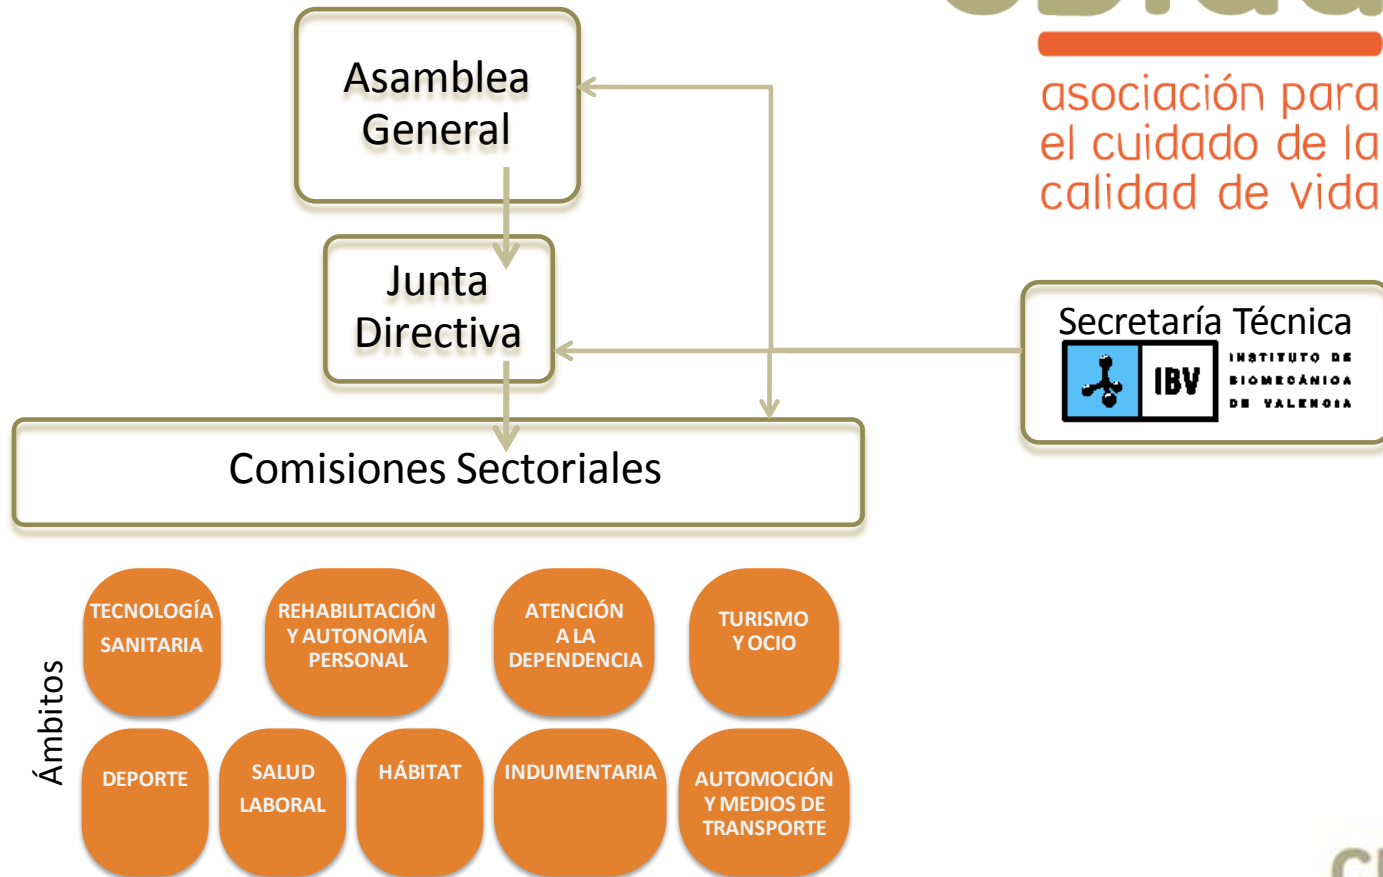 Asamblea
General
asociación para
el cuidado de la
calidad de vida
Junta
Directiva
Secretaría Técnica
IBV
INSTITUTO DE
BIOMECÁNICA
DE VALENCIA
Comisiones Sectoriales
Ámbitos
TECNOLOGÍA
SANITARIA
REHABILITACIÓN
Y AUTONOMÍA
PERSONAL
ATENCIÓN
A LA
DEPENDENCIA
TURISMO
Y OCIO
DEPORTE
SALUD
LABORAL
HÁBITAT
INDUMENTARIA
AUTOMOCIÓN
Y MEDIOS DE
TRANSPORTE